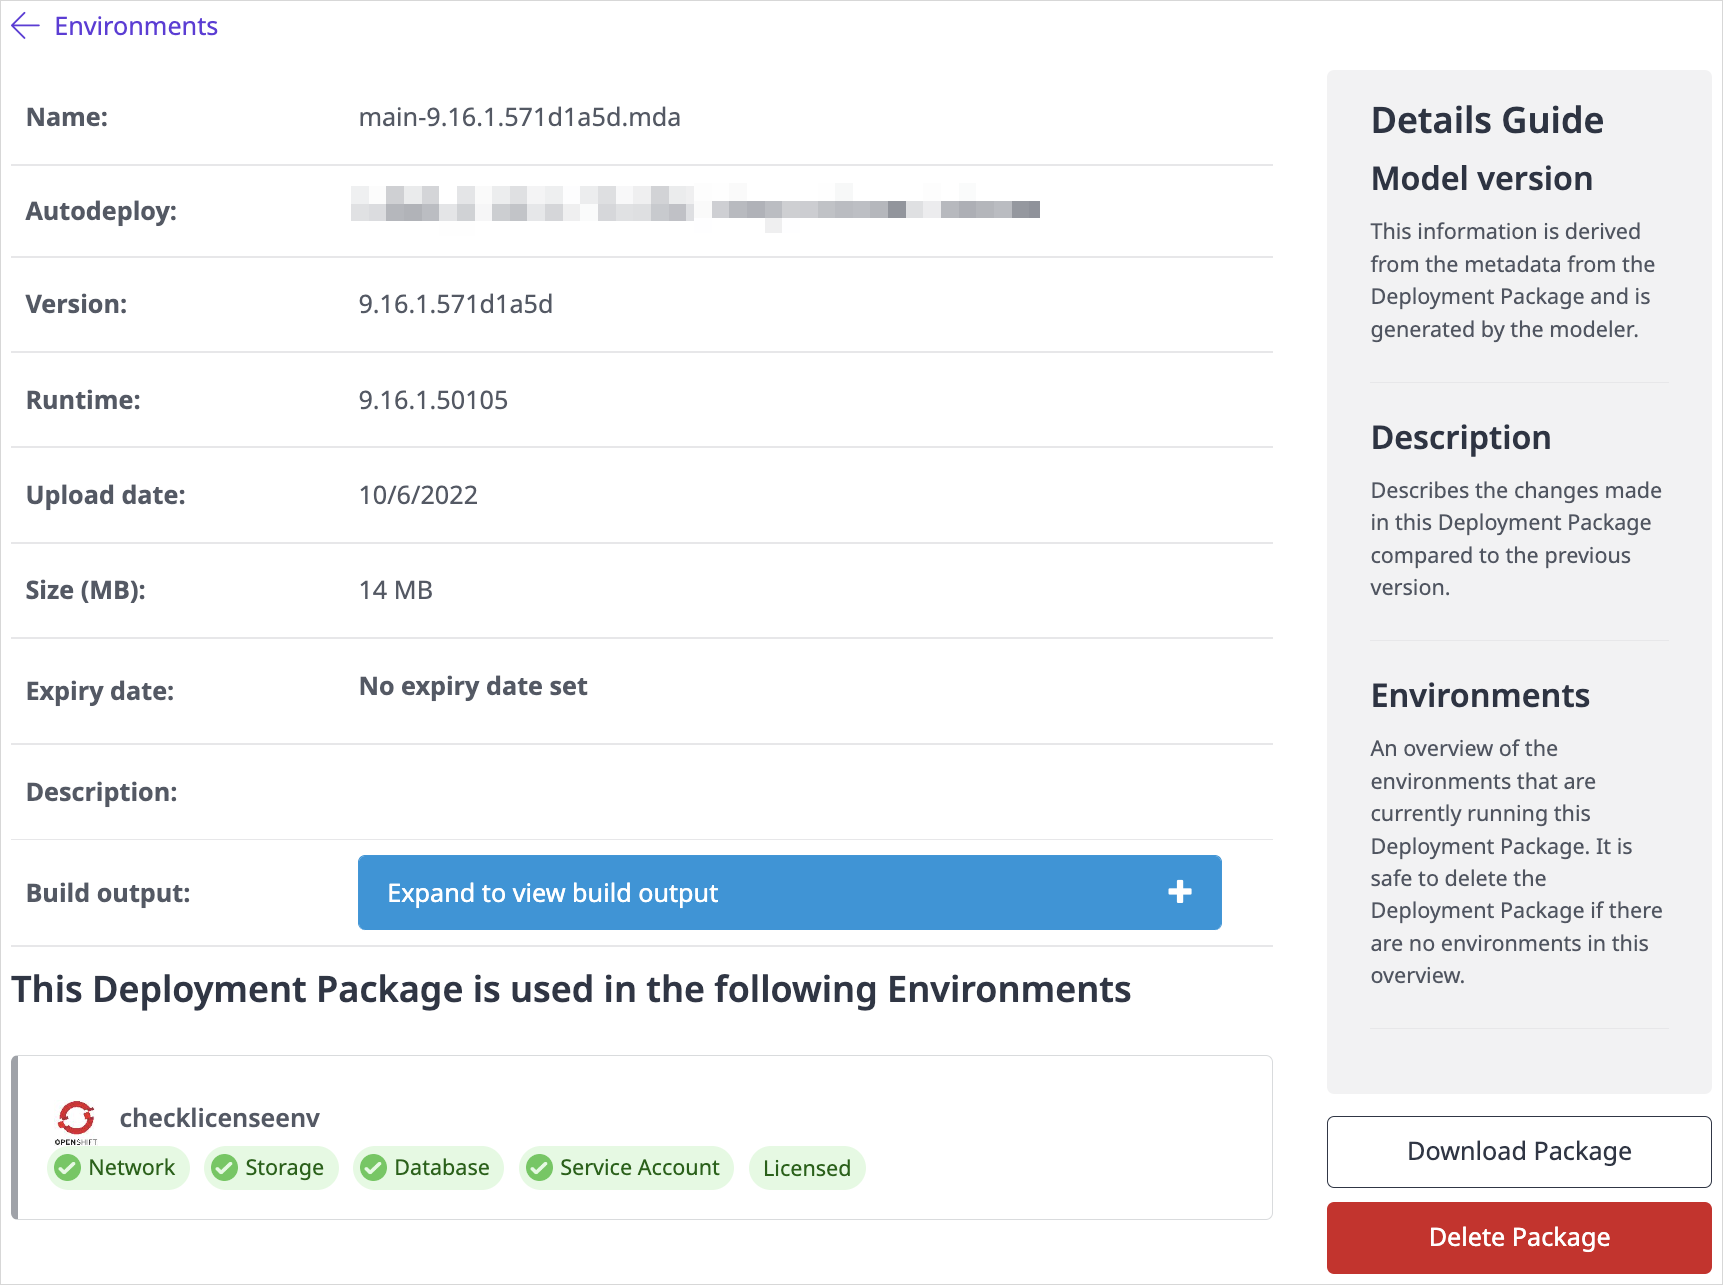 Environments
Name: main-9.16.1.571d1a5d.mda
Autodeploy:
Version: 9.16.1.571d1a5d
Runtime: 9.16.1.50105
Upload date: 10/6/2022
Size (MB): 14 MB
Expiry date: No expiry date set
Description:
Build output: Expand to view build output
This Deployment Package is used in the following Environments
OPENSHIFT
checklicenseenv
Network Storage Database Service Account Licensed
Details Guide
Model version
This information is derived
from the metadata from the
Deployment Package and is
generated by the modeler.
Description
Describes the changes made
in this Deployment Package
compared to the previous
version.
Environments
An overview of the
environments that are
currently running this
Deployment Package. It is
safe to delete the
Deployment Package if there
are no environments in this
overview.
Download Package
Delete Package